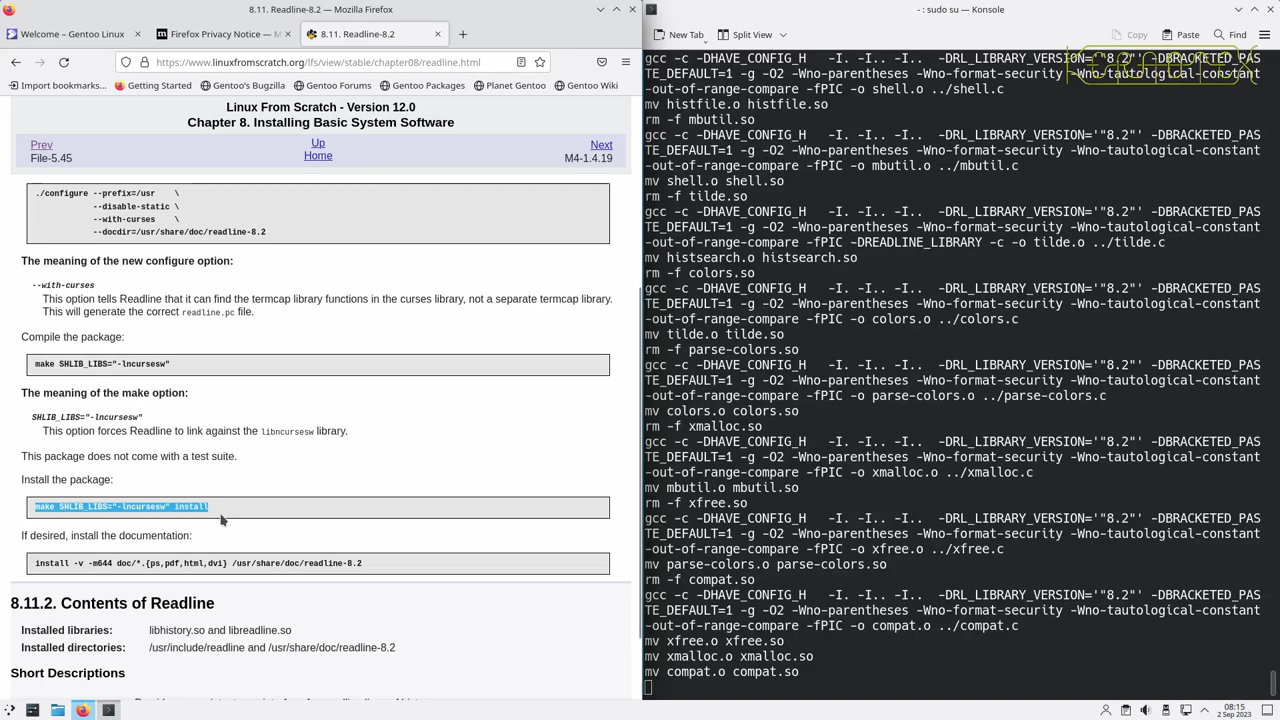 8.11. Readline-8.2 — Mozilla Firefox
Welcome – Gentoo Linux
Firefox Privacy Notice — M
8.11. Readline-8.2
https://www.linuxfromscratch.org/lfs/view/stable/chapter08/readline.html
Import bookmarks...
Getting Started
Gentoo's Bugzilla
Gentoo Forums
Gentoo Packages
Planet Gentoo
Gentoo Wiki
Linux From Scratch - Version 12.0
Chapter 8. Installing Basic System Software
Prev
File-5.45
Up
Home
Next
M4-1.4.19
./configure --prefix=/usr \
--disable-static \
--with-curses \
--docdir=/usr/share/doc/readline-8.2
The meaning of the new configure option:
--with-curses
This option tells Readline that it can find the termcap library functions in the curses library, not a separate termcap library.
This will generate the correct readline.pc file.
Compile the package:
make SHLIB_LIBS="-lncursesw"
The meaning of the make option:
SHLIB_LIBS="-lncursesw"
This option forces Readline to link against the libncursesw library.
This package does not come with a test suite.
Install the package:
make SHLIB_LIBS="-lncursesw" install
If desired, install the documentation:
install -v -m644 doc/*.{ps,pdf,html,dvi} /usr/share/doc/readline-8.2
8.11.2. Contents of Readline
Installed libraries: libhistory.so and libreadline.so
Installed directories: /usr/include/readline and /usr/share/doc/readline-8.2
Short Descriptions
- : sudo su — Konsole
New Tab
Split View
Copy
Paste
Find
gcc -c -DHAVE_CONFIG_H -I. -I.. -I.. -DRL_LIBRARY_VERSION='"8.2"' -DBRACKETED_PAS
TE_DEFAULT=1 -g -O2 -Wno-parentheses -Wno-format-security -Wno-tautological-constant
-out-of-range-compare -fPIC -o shell.o ../shell.c
mv histfile.o histfile.so
rm -f mbutil.so
gcc -c -DHAVE_CONFIG_H -I. -I.. -I.. -DRL_LIBRARY_VERSION='"8.2"' -DBRACKETED_PAS
TE_DEFAULT=1 -g -O2 -Wno-parentheses -Wno-format-security -Wno-tautological-constant
-out-of-range-compare -fPIC -o mbutil.o ../mbutil.c
mv shell.o shell.so
rm -f tilde.so
gcc -c -DHAVE_CONFIG_H -I. -I.. -I.. -DRL_LIBRARY_VERSION='"8.2"' -DBRACKETED_PAS
TE_DEFAULT=1 -g -O2 -Wno-parentheses -Wno-format-security -Wno-tautological-constant
-out-of-range-compare -fPIC -DREADLINE_LIBRARY -c -o tilde.o ../tilde.c
mv histsearch.o histsearch.so
rm -f colors.so
gcc -c -DHAVE_CONFIG_H -I. -I.. -I.. -DRL_LIBRARY_VERSION='"8.2"' -DBRACKETED_PAS
TE_DEFAULT=1 -g -O2 -Wno-parentheses -Wno-format-security -Wno-tautological-constant
-out-of-range-compare -fPIC -o colors.o ../colors.c
mv tilde.o tilde.so
rm -f parse-colors.so
gcc -c -DHAVE_CONFIG_H -I. -I.. -I.. -DRL_LIBRARY_VERSION='"8.2"' -DBRACKETED_PAS
TE_DEFAULT=1 -g -O2 -Wno-parentheses -Wno-format-security -Wno-tautological-constant
-out-of-range-compare -fPIC -o parse-colors.o ../parse-colors.c
mv colors.o colors.so
rm -f xmalloc.so
gcc -c -DHAVE_CONFIG_H -I. -I.. -I.. -DRL_LIBRARY_VERSION='"8.2"' -DBRACKETED_PAS
TE_DEFAULT=1 -g -O2 -Wno-parentheses -Wno-format-security -Wno-tautological-constant
-out-of-range-compare -fPIC -o xmalloc.o ../xmalloc.c
mv mbutil.o mbutil.so
rm -f xfree.so
gcc -c -DHAVE_CONFIG_H -I. -I.. -I.. -DRL_LIBRARY_VERSION='"8.2"' -DBRACKETED_PAS
TE_DEFAULT=1 -g -O2 -Wno-parentheses -Wno-format-security -Wno-tautological-constant
-out-of-range-compare -fPIC -o xfree.o ../xfree.c
mv parse-colors.o parse-colors.so
rm -f compat.so
gcc -c -DHAVE_CONFIG_H -I. -I.. -I.. -DRL_LIBRARY_VERSION='"8.2"' -DBRACKETED_PAS
TE_DEFAULT=1 -g -O2 -Wno-parentheses -Wno-format-security -Wno-tautological-constant
-out-of-range-compare -fPIC -o compat.o ../compat.c
mv xfree.o xfree.so
mv xmalloc.o xmalloc.so
mv compat.o compat.so
08:15
2 Sep 2023